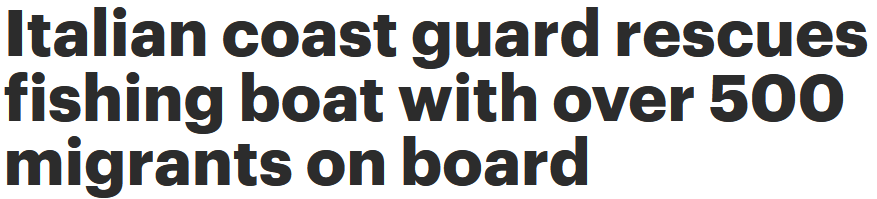 Italian coast guard rescues
fishing boat with over 500
migrants on board